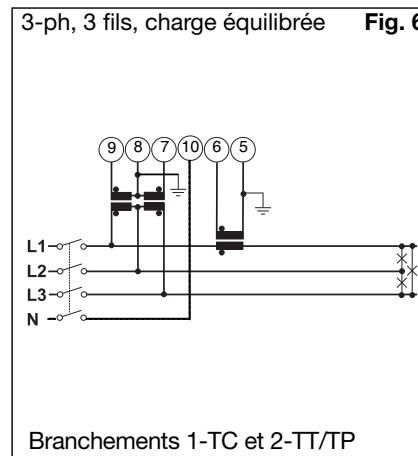 3-ph, 3 fils, charge équilibrée Fig. 6
9 8 7 10 6 5
L1
L2
L3
N
Branchements 1-TC et 2-TT/TP